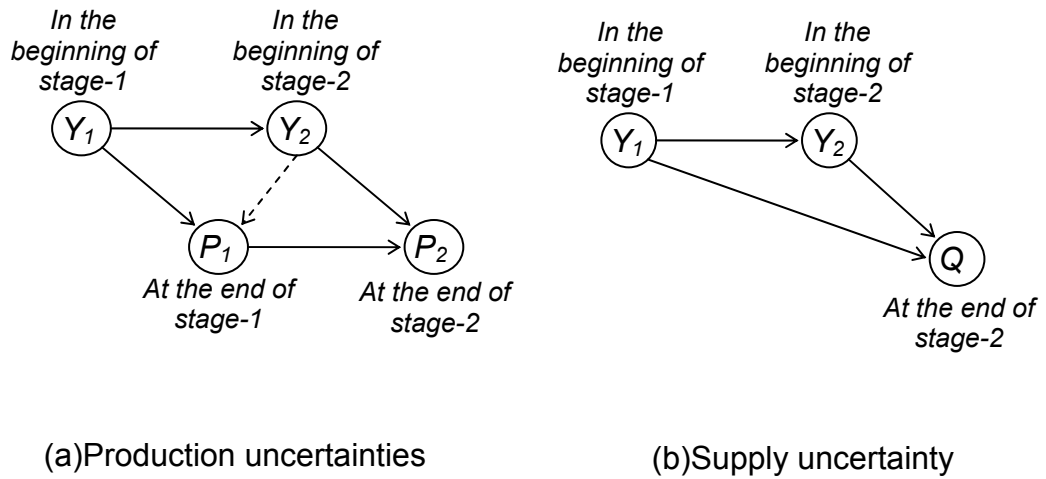 In the
beginning of
stage-1
In the
beginning of
stage-2
Y1
Y2
P1
P2
At the end of
stage-1
At the end of
stage-2
(a)Production uncertainties
In the
beginning of
stage-1
In the
beginning of
stage-2
Y1
Y2
Q
At the end of
stage-2
(b)Supply uncertainty